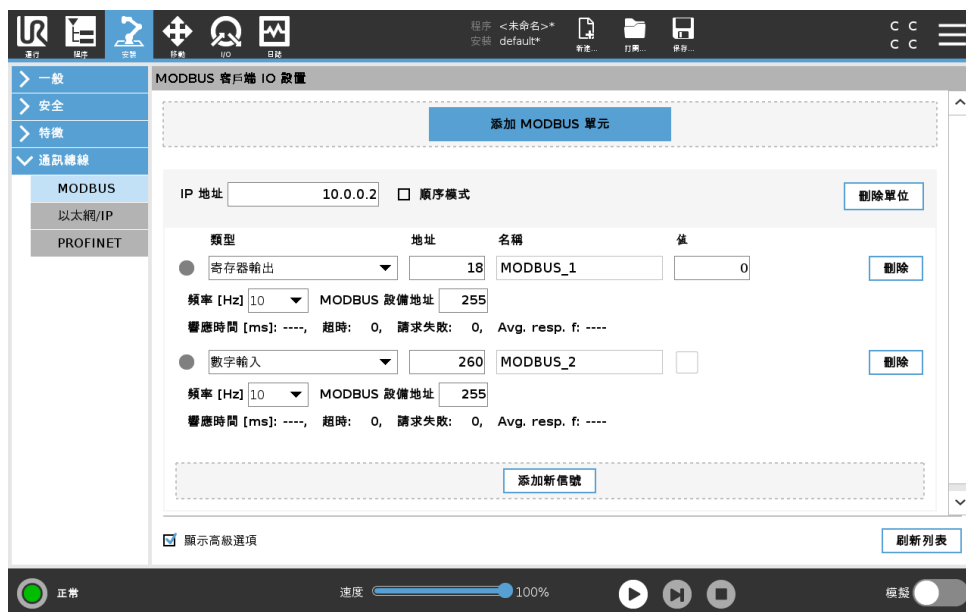 程序 <未命名>*
安裝 default*
運行 程序 安裝 移動 I/O 日誌 新建... 打開... 保存...
C C
C C
一般
安全
特徵
通訊總線
MODBUS
以太網/IP
PROFINET
MODBUS 客戶端 IO 設置
添加 MODBUS 單元
IP 地址 10.0.0.2 順序模式 刪除單位
類型 地址 名稱 值
寄存器輸出 18 MODBUS_1 0 刪除
頻率 [Hz] 10 MODBUS 設備地址 255
響應時間 [ms]: ----, 超時: 0, 請求失敗: 0, Avg. resp. f: ----
數字輸入 260 MODBUS_2 刪除
頻率 [Hz] 10 MODBUS 設備地址 255
響應時間 [ms]: ----, 超時: 0, 請求失敗: 0, Avg. resp. f: ----
添加新信號
顯示高級選項 刷新列表
正常 速度 100% 模擬